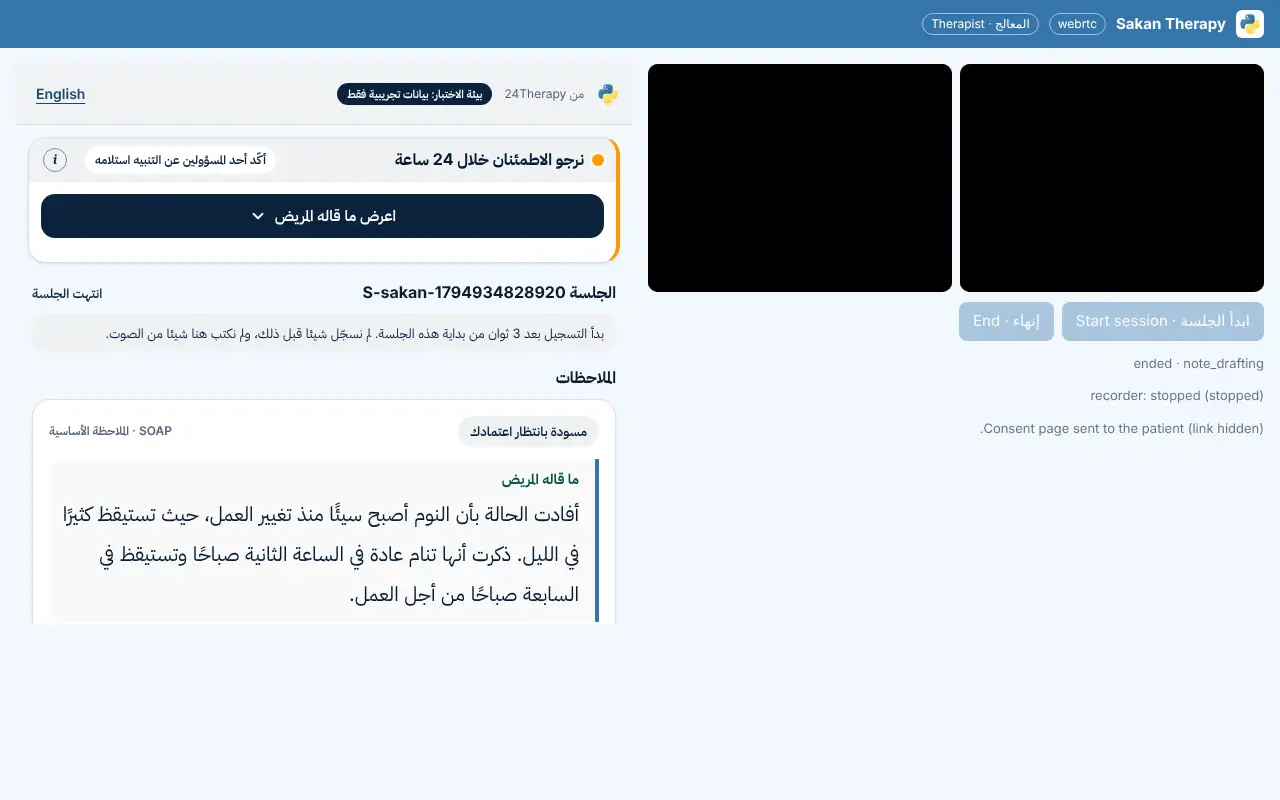 Sakan Therapy
webrtc
Therapist · المعالج
ابدأ الجلسة · Start session
إنهاء · End
ended · note_drafting
recorder: stopped (stopped)
Consent page sent to the patient (link hidden).
من 24Therapy
بيئة الاختبار: بيانات تجريبية فقط
English
نرجو الاطمئنان خلال 24 ساعة
أكّد أحد المسؤولين عن التنبيه استلامه
i
اعرض ما قاله المريض
الجلسة S-sakan-1794934828920
انتهت الجلسة
بدأ التسجيل بعد 3 ثوان من بداية هذه الجلسة. لم نسجّل شيئا قبل ذلك، ولم نكتب هنا شيئا من الصوت.
الملاحظات
مسودة بانتظار اعتمادك
SOAP · الملاحظة الأساسية
ما قاله المريض
أفادت الحالة بأن النوم أصبح سيئًا منذ تغيير العمل، حيث تستيقظ كثيرًا
في الليل. ذكرت أنها تنام عادة في الساعة الثانية صباحًا وتستيقظ في
السابعة صباحًا من أجل العمل.